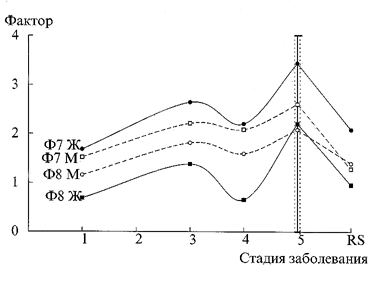 Фактор
4
3
2
Ф7 Ж
Ф7 М
Ф8 М
1
Ф8 Ж
0
1 2 3 4 5 RS
Стадия заболевания